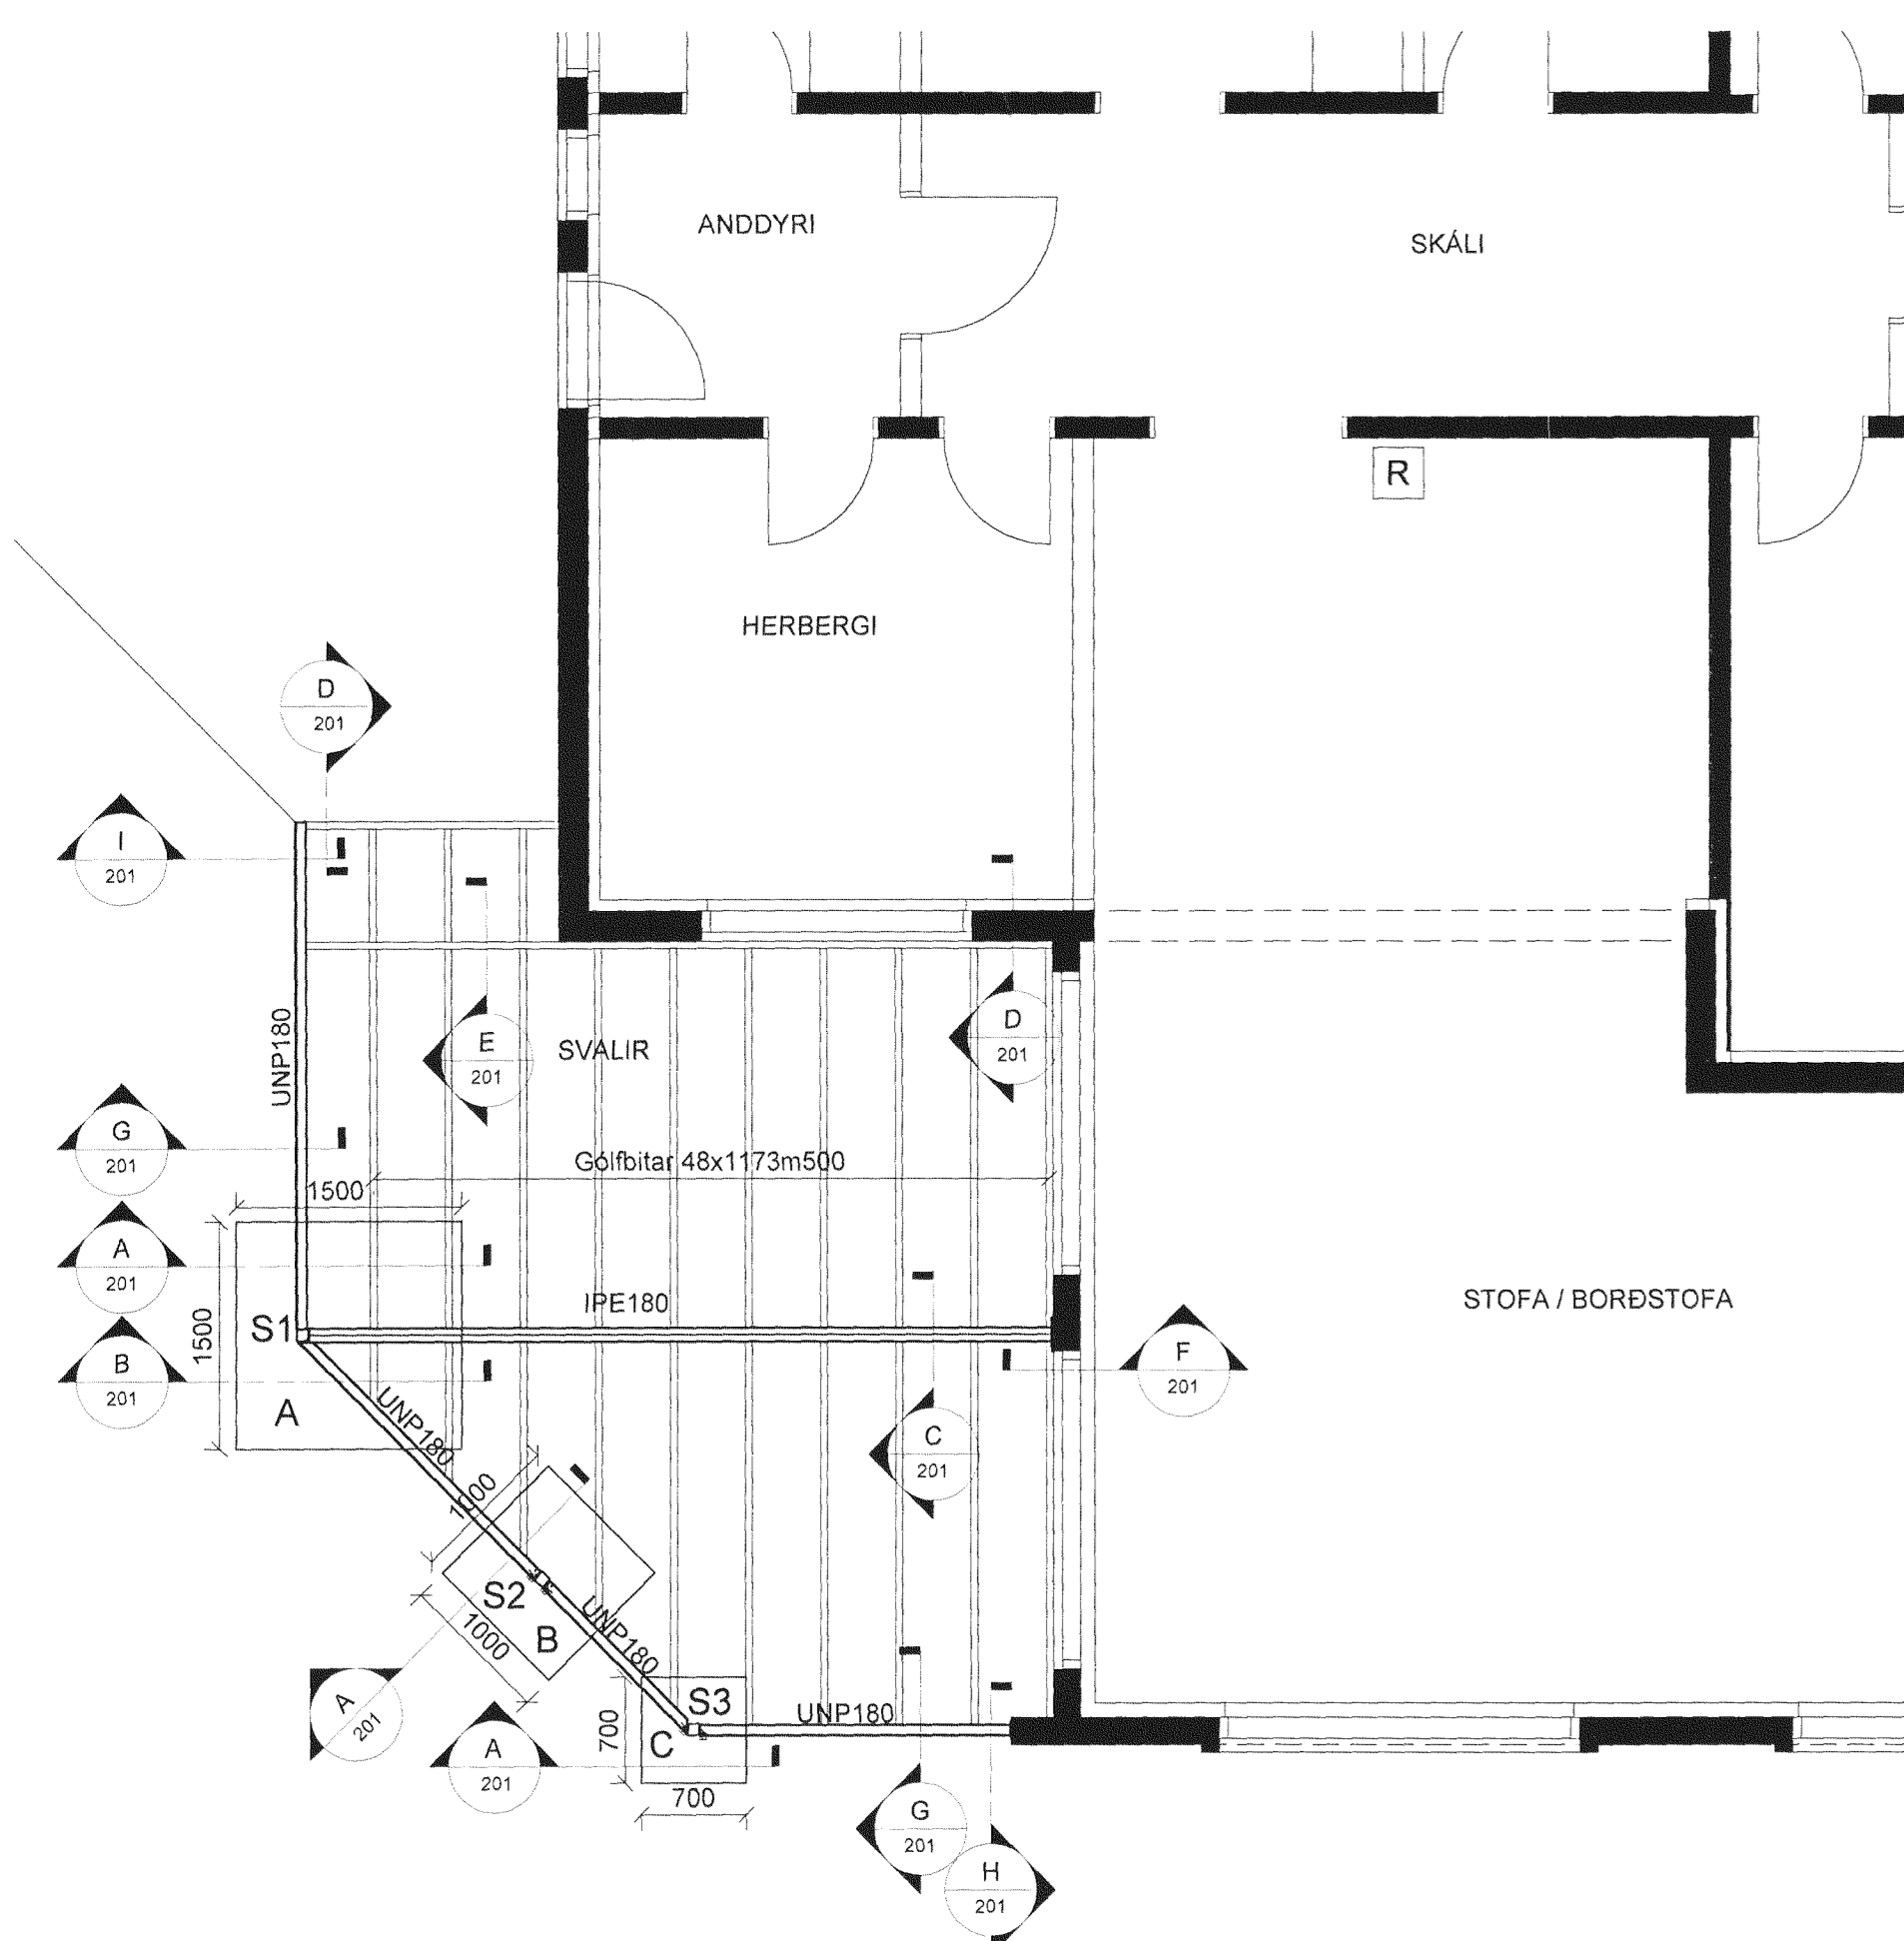 ANDDYRI
SKÁLI
R
HERBERGI
D
201
I
201
UNP180
E
201
SVALIR
D
201
G
201
Gólfbitar 48x1173m500
1500
A
201
1500
S1
IPE180
STOFA / BORÐSTOFA
B
201
A
F
201
UNP180
C
201
1000
S2
B
1000
UNP180
A
201
S3
C
700
700
UNP180
A
201
G
201
H
201